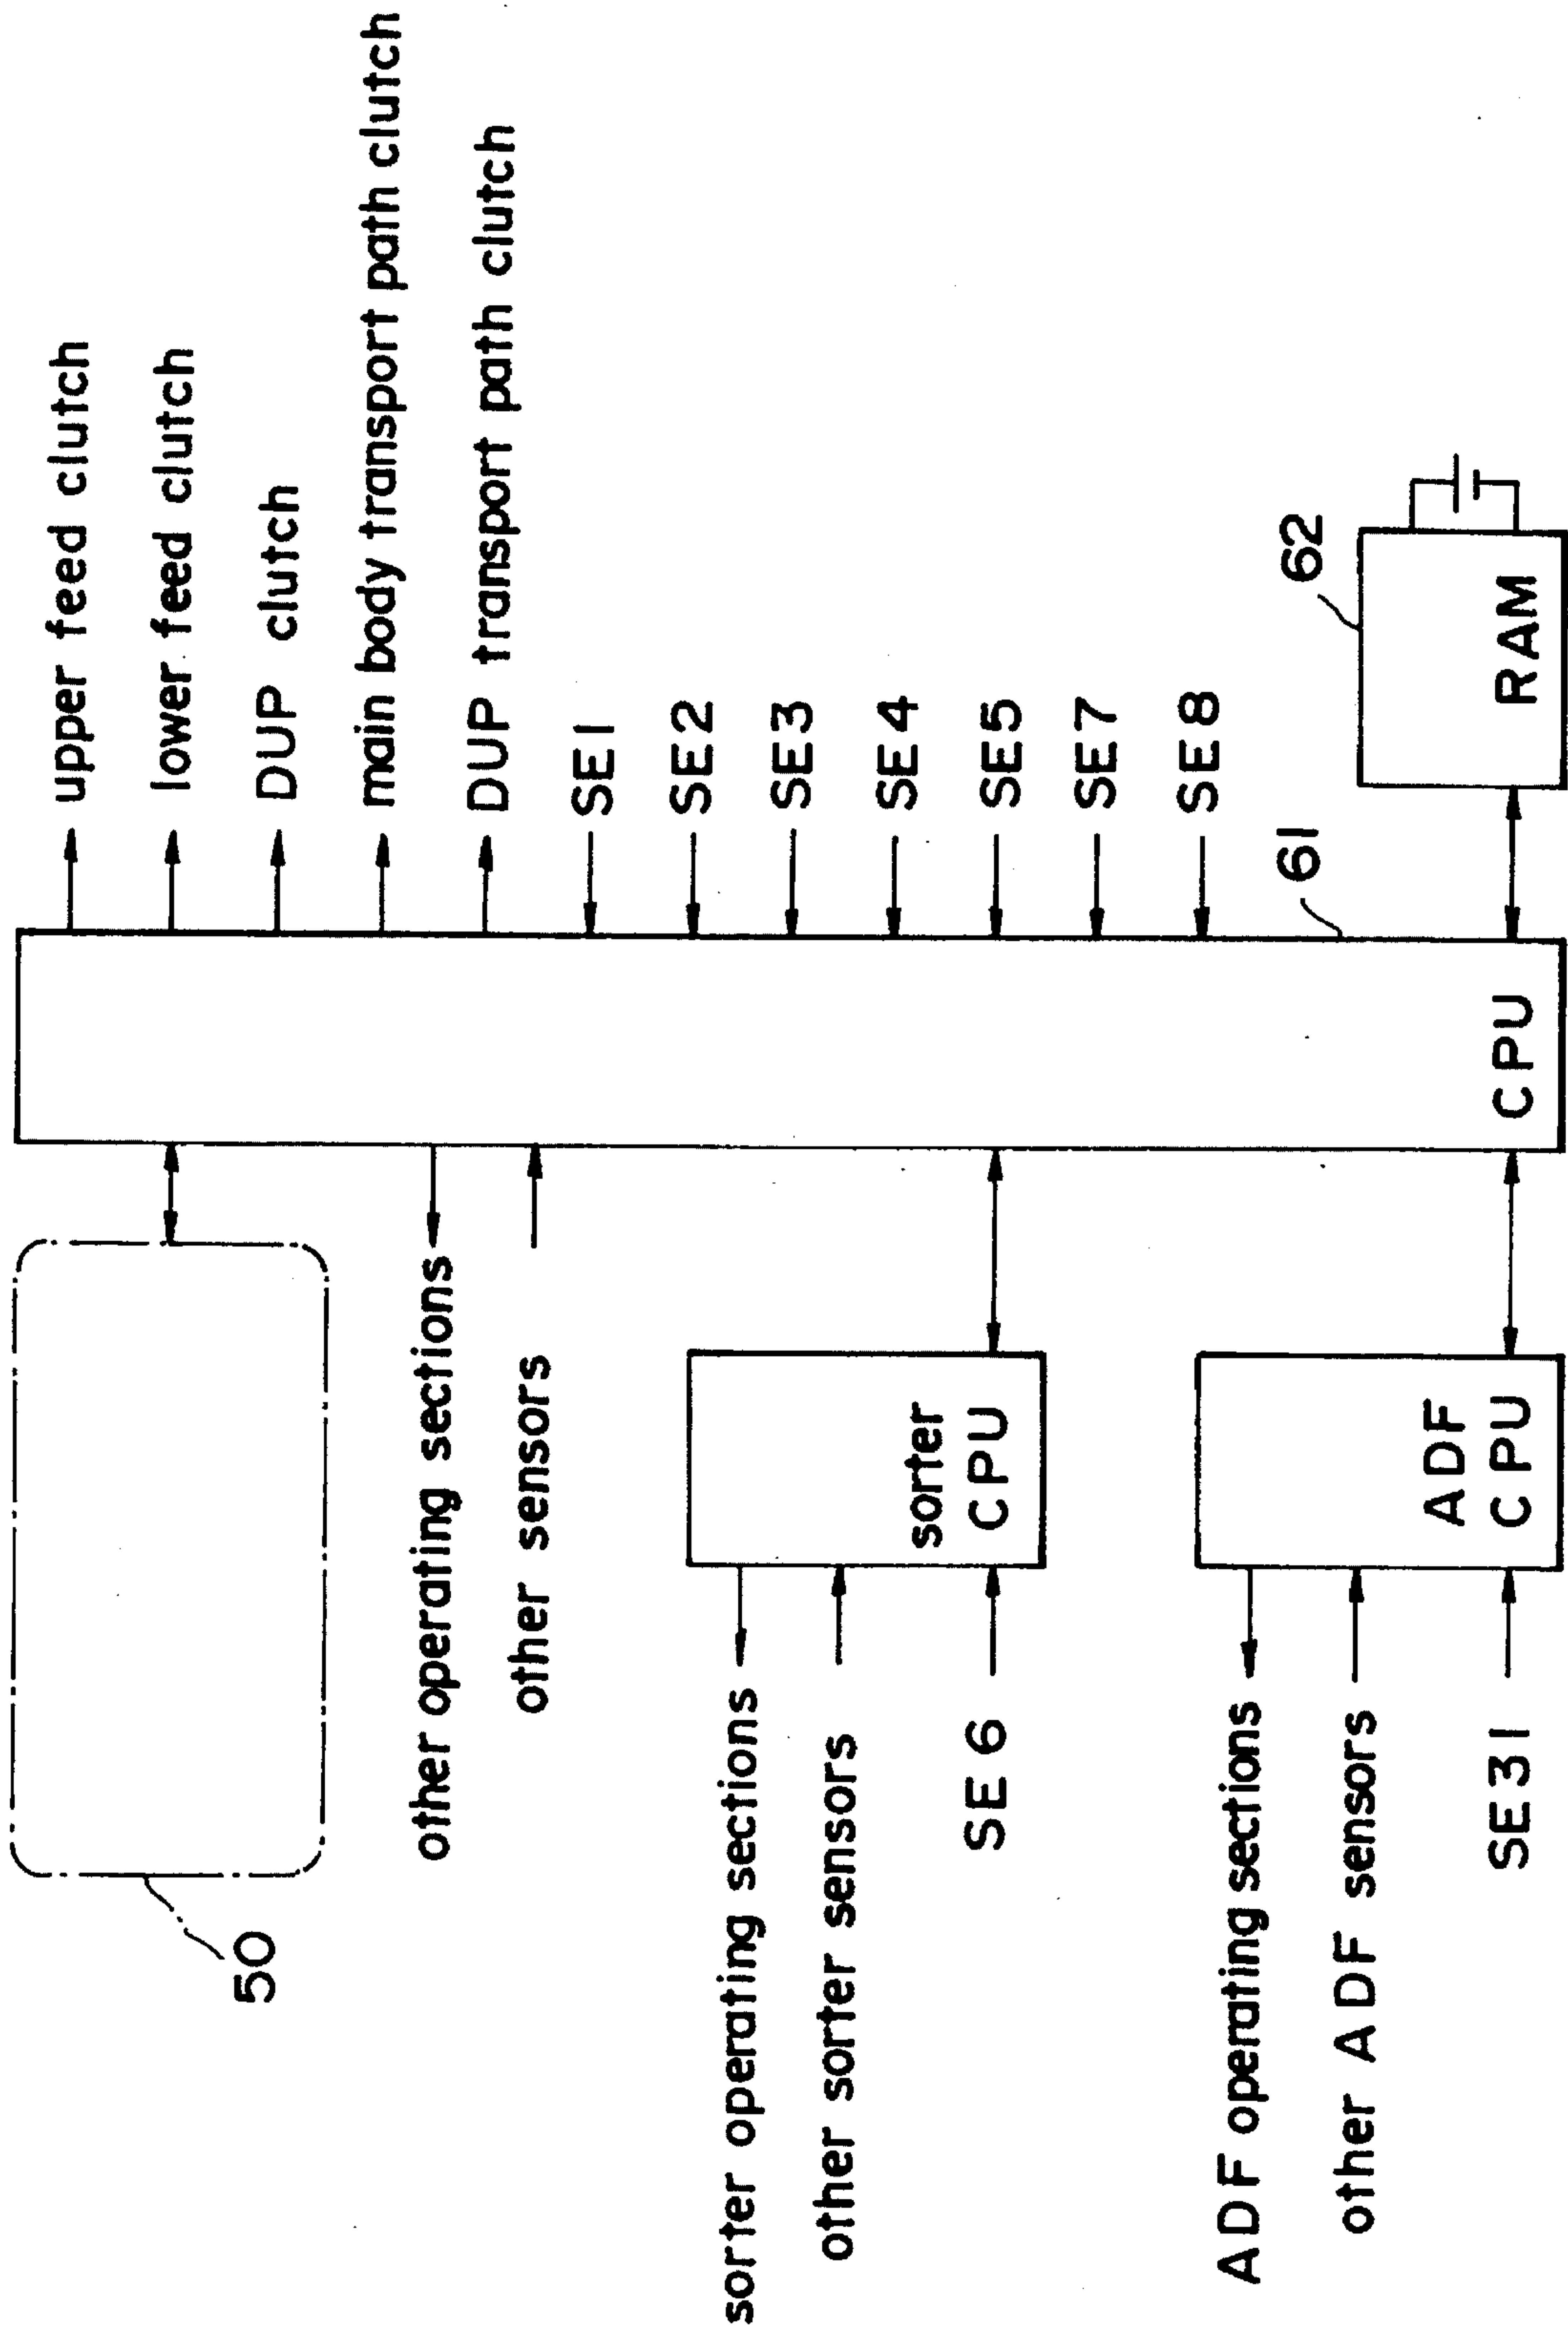 50
other operating sections
other sensors
sorter operating sections
other sorter sensors
SE6
sorter
CPU
ADF operating sections
other ADF sensors
SE31
ADF
CPU
CPU
61
upper feed clutch
lower feed clutch
DUP clutch
main body transport path clutch
DUP transport path clutch
SE1
SE2
SE3
SE4
SE5
SE7
SE8
62
RAM